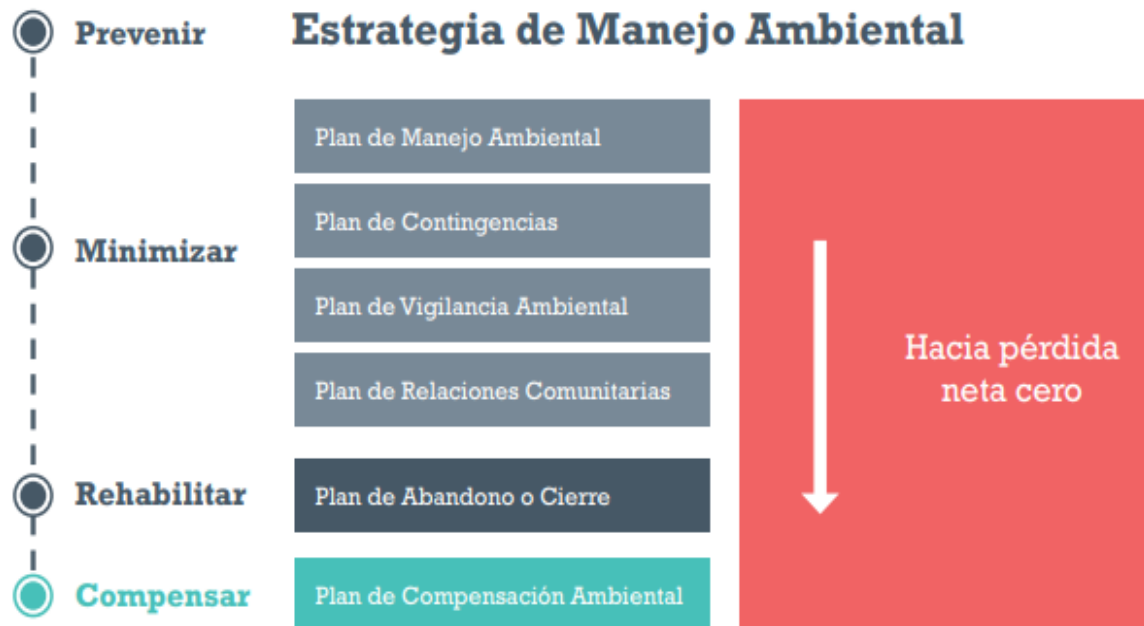 Prevenir
Estrategia de Manejo Ambiental
Plan de Manejo Ambiental
Plan de Contingencias
Minimizar
Plan de Vigilancia Ambiental
Plan de Relaciones Comunitarias
Hacia pérdida
neta cero
Rehabilitar
Plan de Abandono o Cierre
Compensar
Plan de Compensación Ambiental